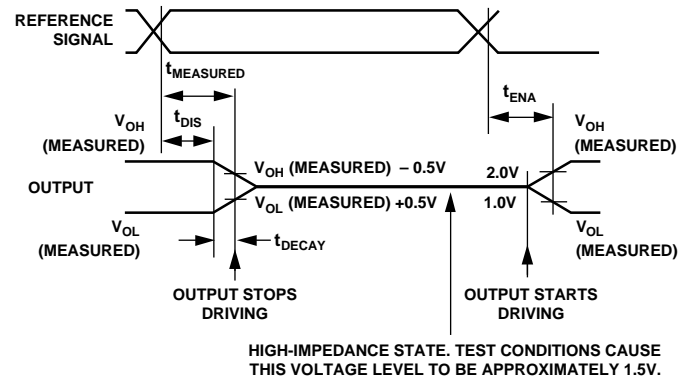 REFERENCE
SIGNAL
tMEASURED
tENA
tDIS
VOH
(MEASURED)
VOH
(MEASURED)
VOH (MEASURED) – 0.5V
2.0V
OUTPUT
VOL (MEASURED) +0.5V
1.0V
VOL
(MEASURED)
tDECAY
VOL
(MEASURED)
OUTPUT STOPS
DRIVING
OUTPUT STARTS
DRIVING
HIGH-IMPEDANCE STATE. TEST CONDITIONS CAUSE
THIS VOLTAGE LEVEL TO BE APPROXIMATELY 1.5V.